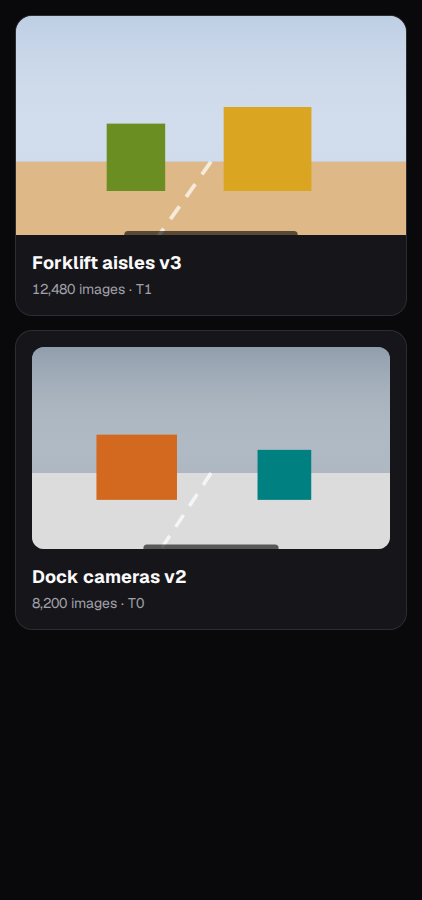 Forklift aisles v3
12,480 images · T1
Dock cameras v2
8,200 images · T0